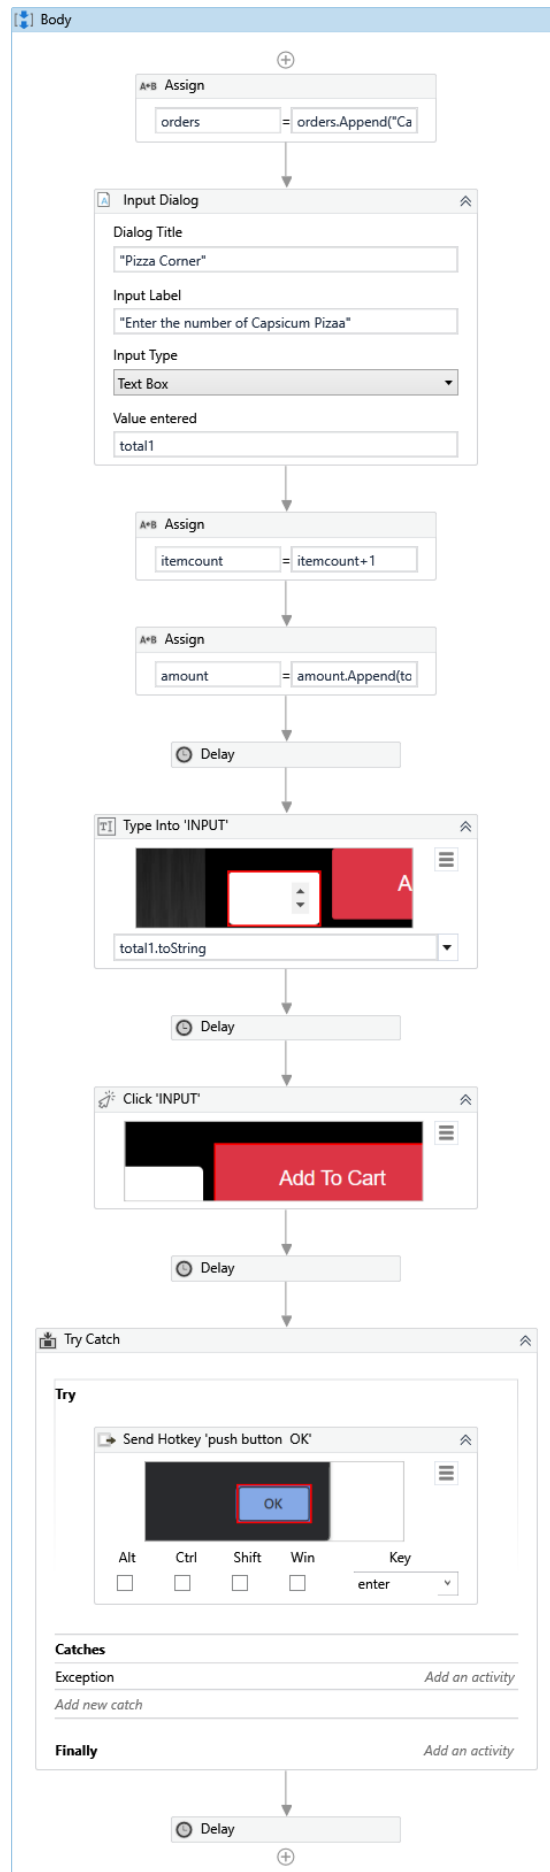 Body
A+B Assign
orders = orders.Append("Ca
A Input Dialog
Dialog Title
"Pizza Corner"
Input Label
"Enter the number of Capsicum Pizaa"
Input Type
Text Box
Value entered
total1
A+B Assign
itemcount = itemcount+1
A+B Assign
amount = amount.Append(to
Delay
TI Type Into 'INPUT'
A
total1.toString
Delay
Click 'INPUT'
Add To Cart
Delay
Try Catch
Try
Send Hotkey 'push button  OK'
OK
Alt Ctrl Shift Win Key
enter
Catches
Exception Add an activity
Add new catch
Finally Add an activity
Delay